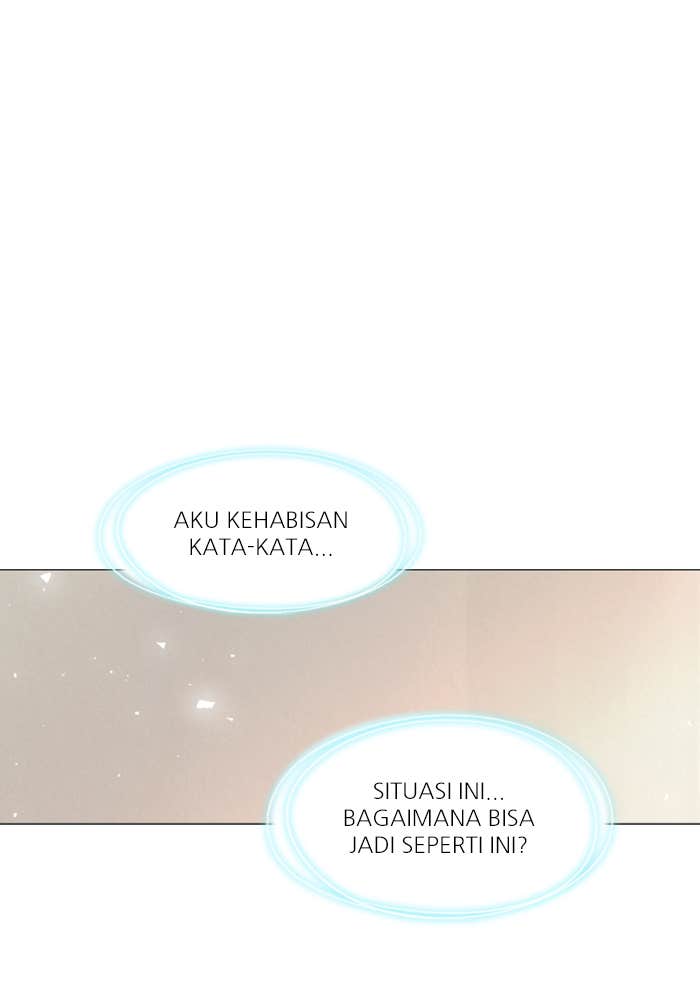 AKU KEHABISAN
KATA-KATA...
SITUASI INI...
BAGAIMANA BISA
JADI SEPERTI INI?